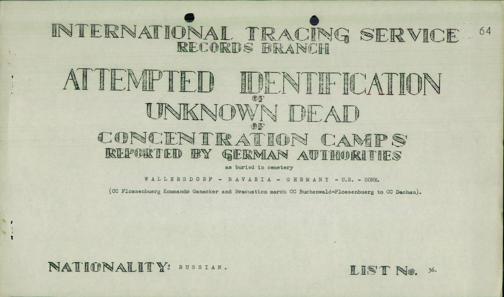 64
INTERNATIONAL TRACING SERVICE
RECORDS BRANCH
ATTEMPTED IDENTIFICATION
OF
UNKNOWN DEAD
OF
CONCENTRATION CAMPS
REPORTED BY GERMAN AUTHORITIES
as buried in cemetery
WALLERSDORF - BAVARIA - GERMANY - U.S. - ZONE.
(CC Flossenbuerg Kommando Ganacker and Evacuation march CC Buchenwald-Flossenbuerg to CC Dachau).
NATIONALITY: RUSSIAN. LIST No. 36.